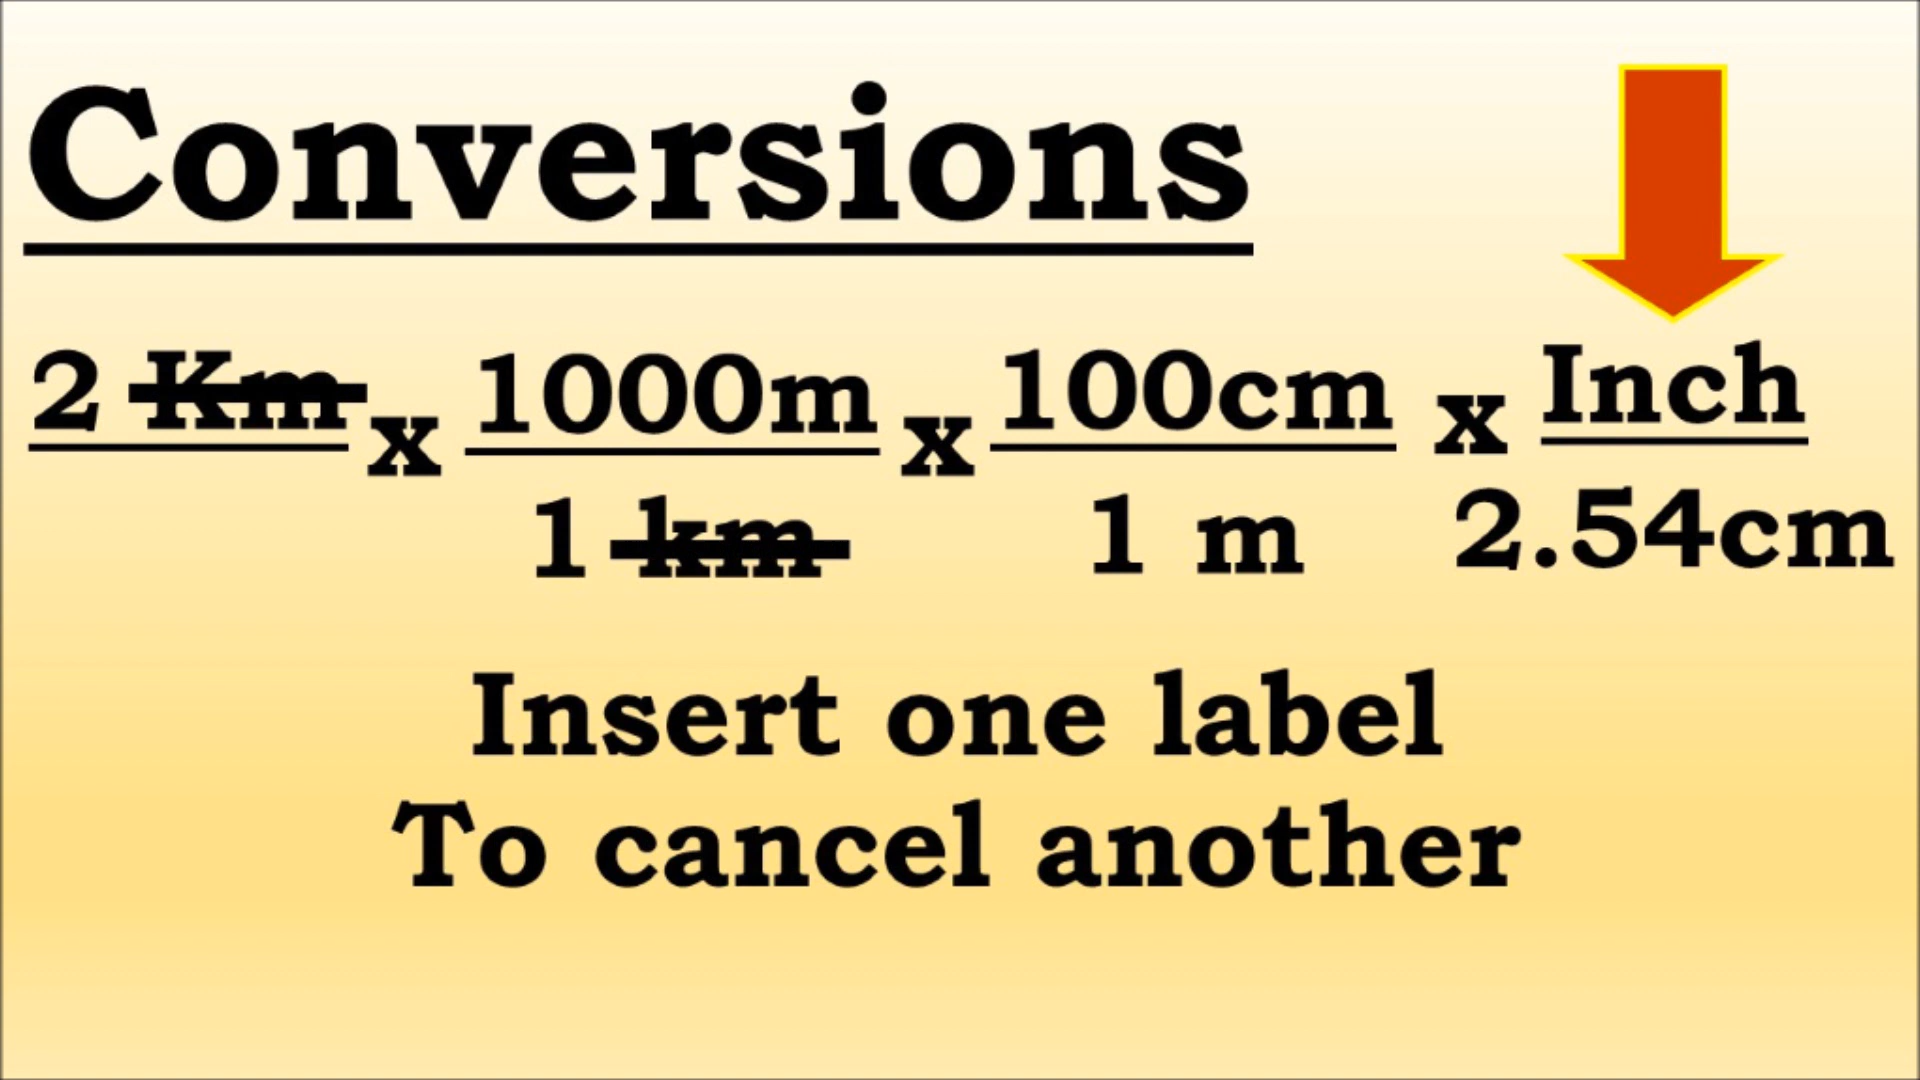 Conversions
2 Km x 1000m x 100cm x Inch
1 km 1 m 2.54cm
Insert one label
To cancel another